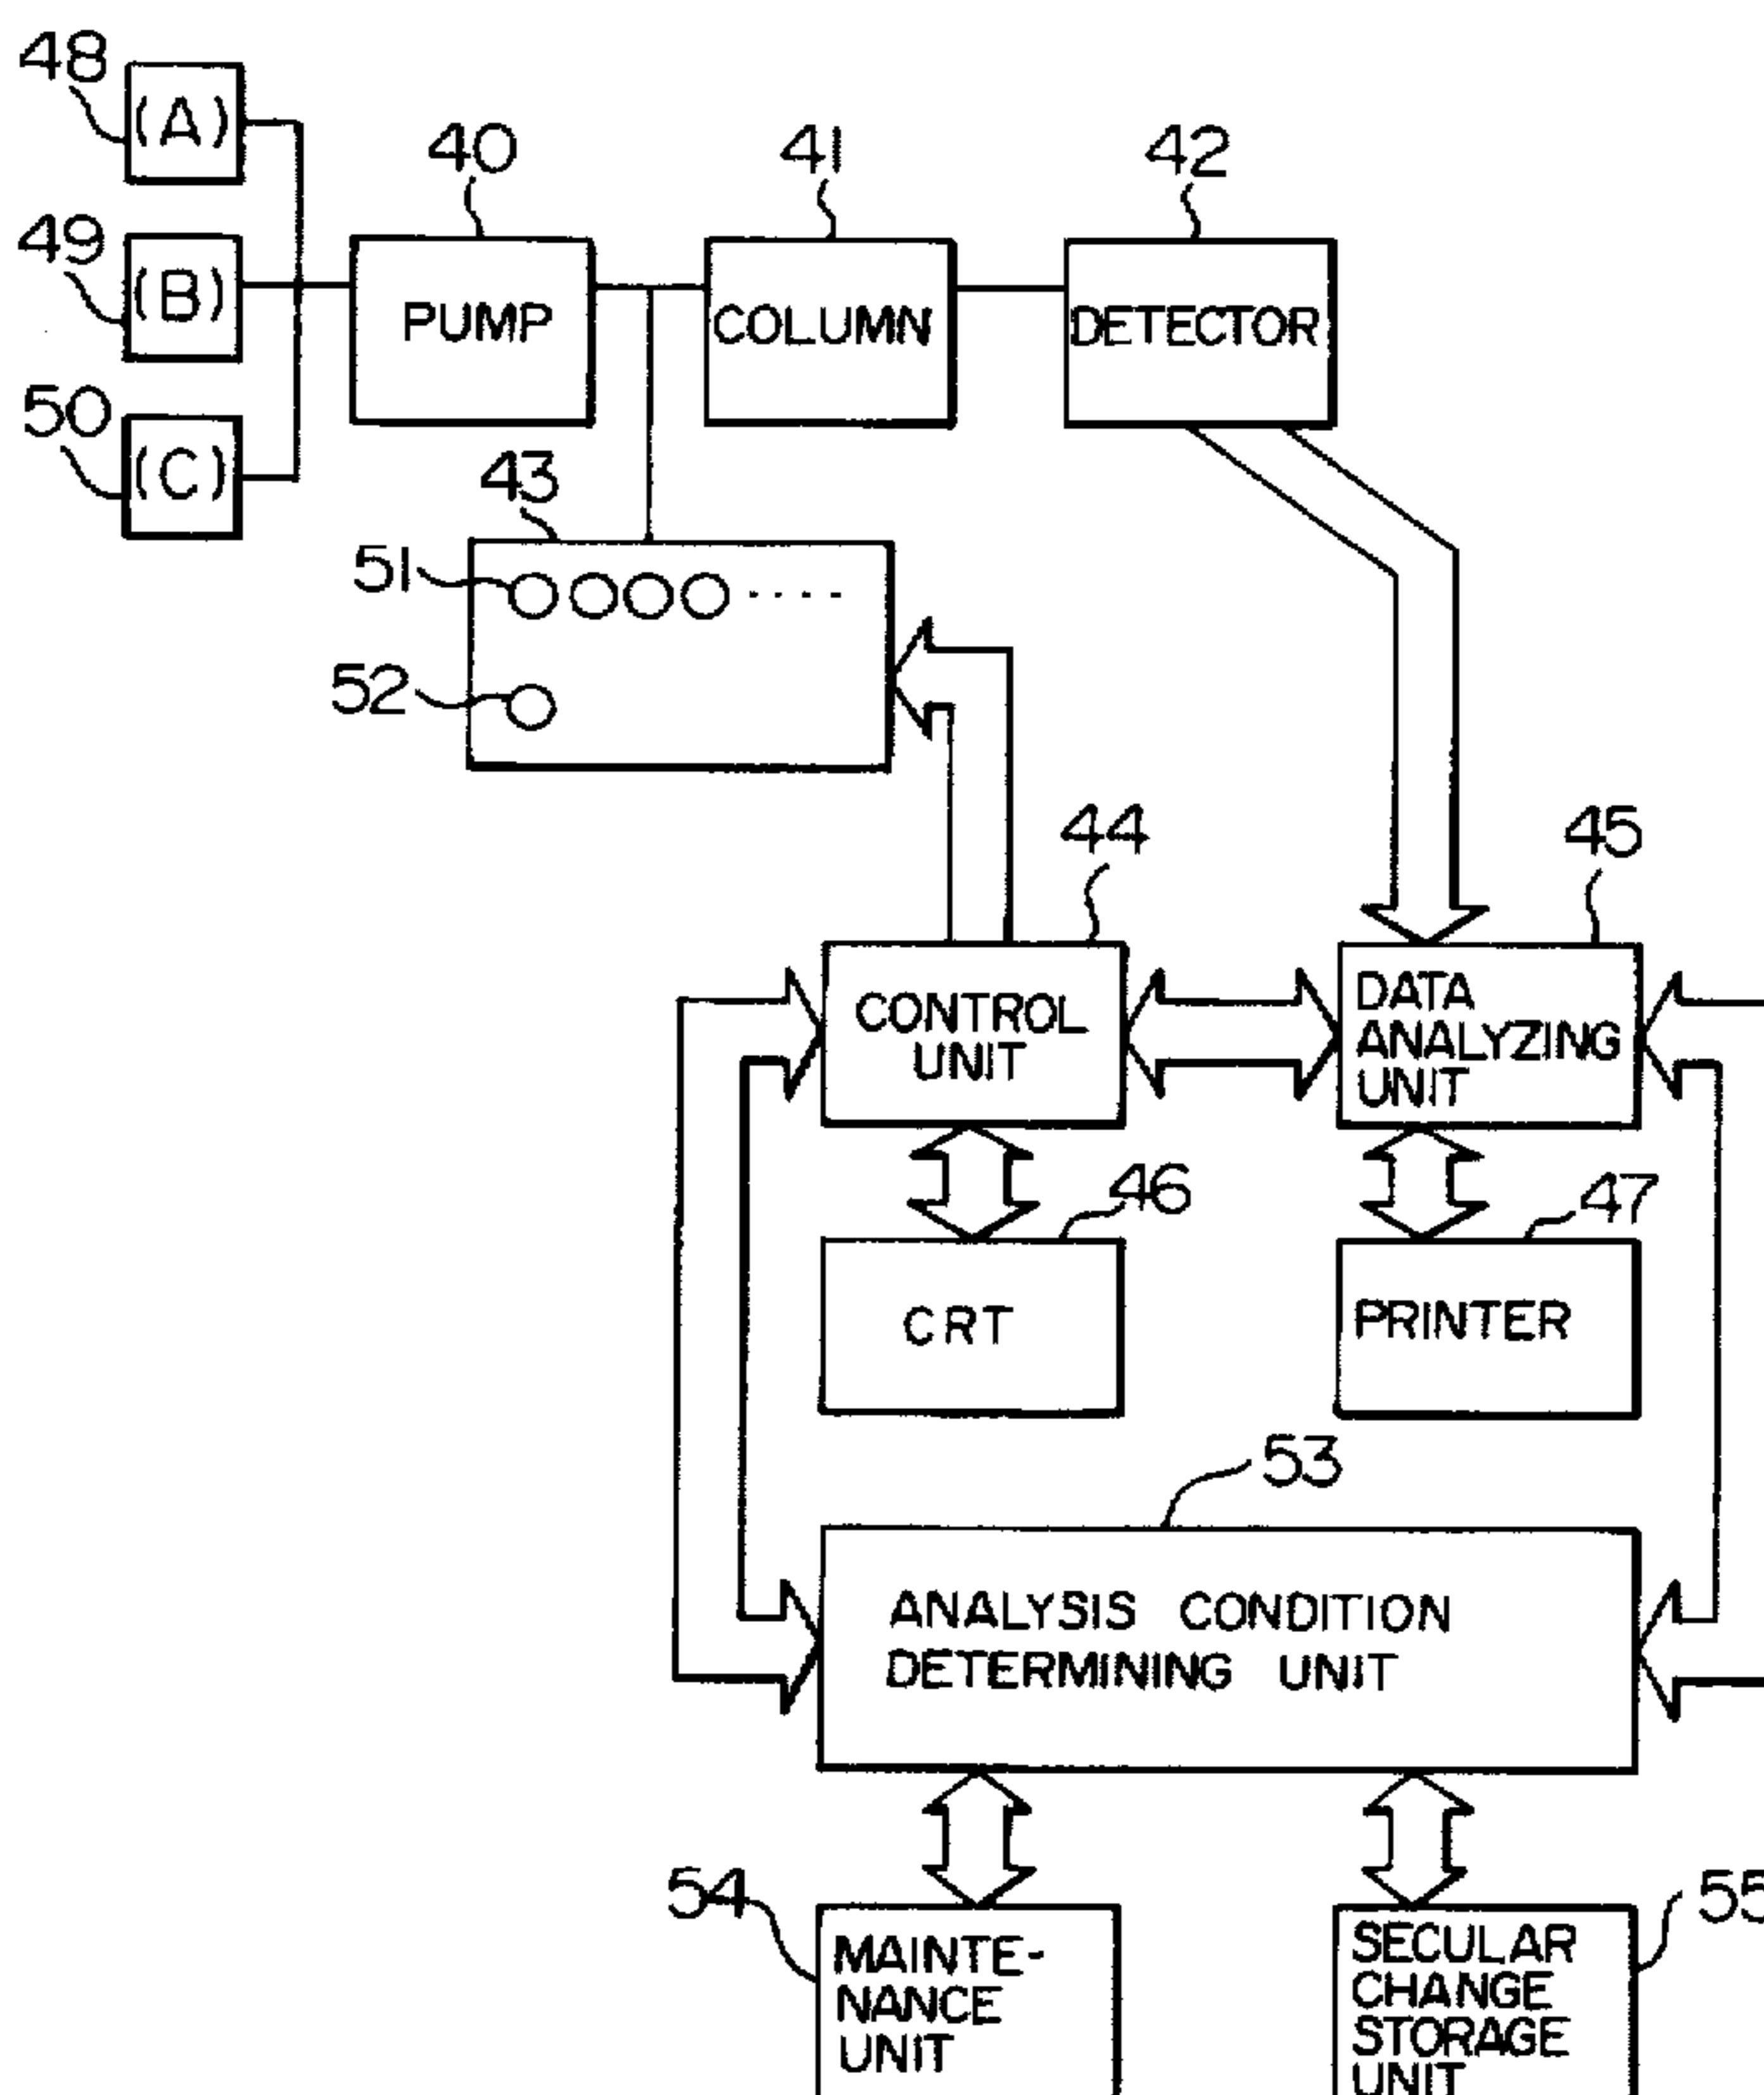 48
(A)
40
41
42
49
(B)
PUMP
COLUMN
DETECTOR
50
(C)
43
51
52
44
45
CONTROL
UNIT
DATA
ANALYZING
UNIT
46
47
CRT
PRINTER
53
ANALYSIS CONDITION
DETERMINING UNIT
54
55
MAINTE-
NANCE
UNIT
SECULAR
CHANGE
STORAGE
UNIT